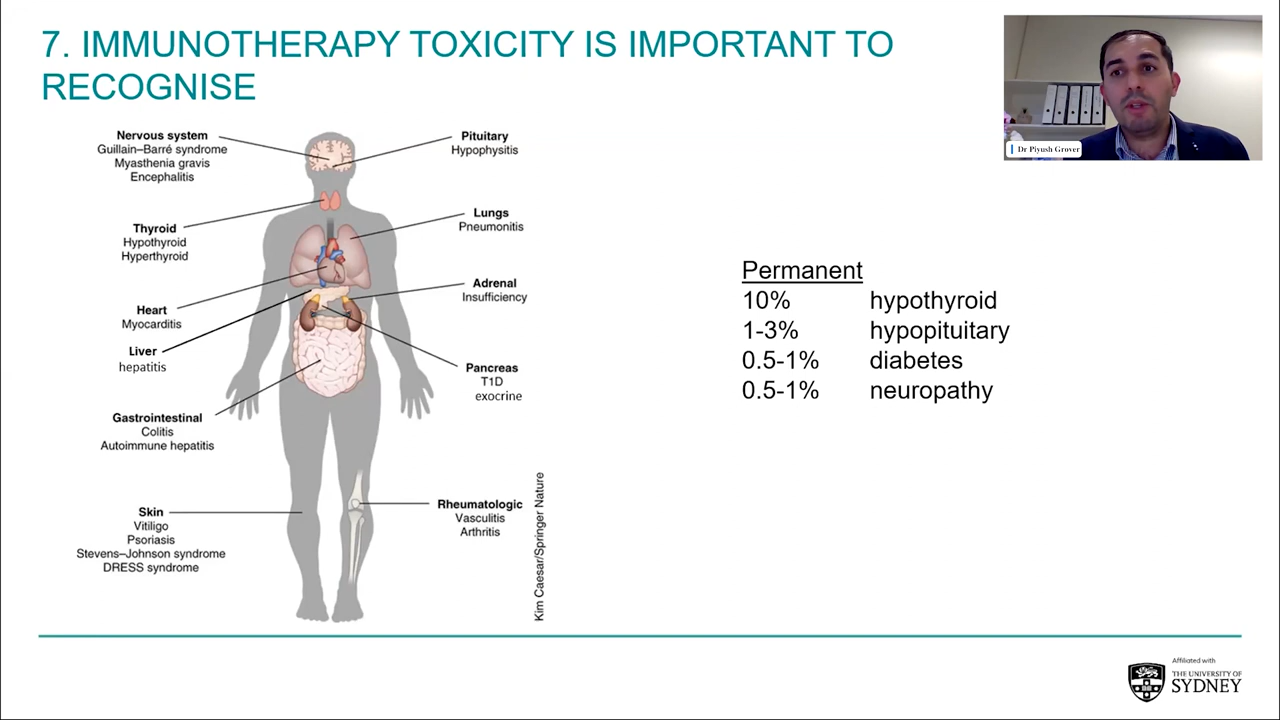 7. IMMUNOTHERAPY TOXICITY IS IMPORTANT TO
RECOGNISE
Dr Piyush Grover
Nervous system
Guillain–Barré syndrome
Myasthenia gravis
Encephalitis
Pituitary
Hypophysitis
Thyroid
Hypothyroid
Hyperthyroid
Lungs
Pneumonitis
Heart
Myocarditis
Adrenal
Insufficiency
Liver
hepatitis
Pancreas
T1D
exocrine
Gastrointestinal
Colitis
Autoimmune hepatitis
Skin
Vitiligo
Psoriasis
Stevens–Johnson syndrome
DRESS syndrome
Rheumatologic
Vasculitis
Arthritis
Kim Caesar/Springer Nature
Permanent
10% hypothyroid
1-3% hypopituitary
0.5-1% diabetes
0.5-1% neuropathy
Affiliated with
THE UNIVERSITY OF
SYDNEY